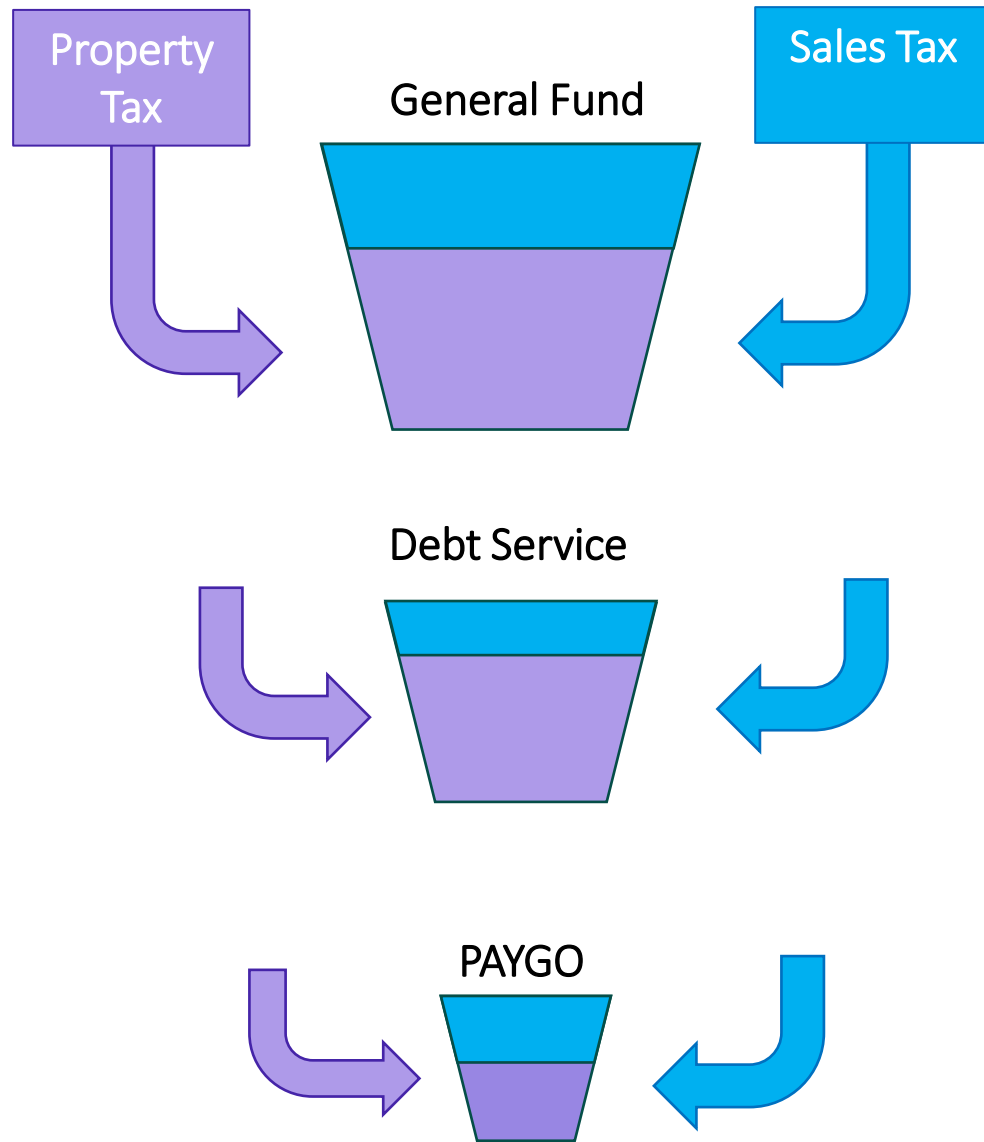 Property
Tax
Sales Tax
General Fund
Debt Service
PAYGO